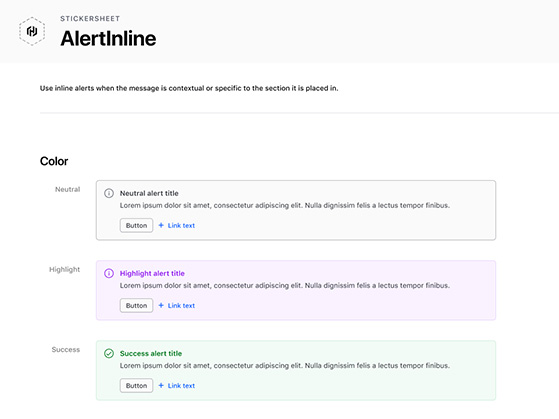 STICKERSHEET
AlertInline
Use inline alerts when the message is contextual or specific to the section it is placed in.
Color
Neutral
Neutral alert title
Lorem ipsum dolor sit amet, consectetur adipiscing elit. Nulla dignissim felis a lectus tempor finibus.
Button + Link text
Highlight
Highlight alert title
Lorem ipsum dolor sit amet, consectetur adipiscing elit. Nulla dignissim felis a lectus tempor finibus.
Button + Link text
Success
Success alert title
Lorem ipsum dolor sit amet, consectetur adipiscing elit. Nulla dignissim felis a lectus tempor finibus.
Button + Link text